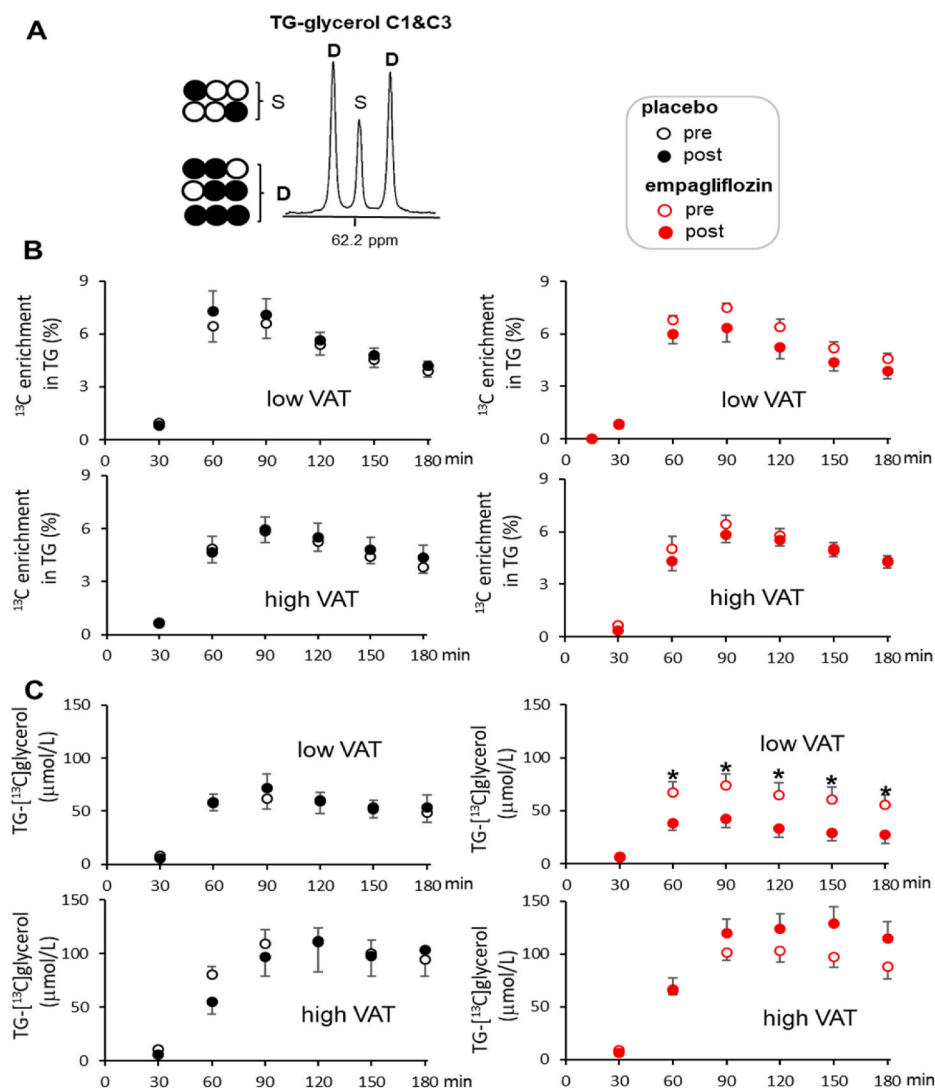 A
TG-glycerol C1&C3
D
D
S
S
D
62.2 ppm
placebo
pre
post
empagliflozin
pre
post
B
¹³C enrichment
in TG (%)
9
6
3
0
low VAT
0 30 60 90 120 150 180 min
¹³C enrichment
in TG (%)
9
6
3
0
low VAT
0 30 60 90 120 150 180 min
¹³C enrichment
in TG (%)
9
6
3
0
high VAT
0 30 60 90 120 150 180 min
¹³C enrichment
in TG (%)
9
6
3
0
high VAT
0 30 60 90 120 150 180 min
C
TG-[¹³C]glycerol
(μmol/L)
150
100
50
0
low VAT
0 30 60 90 120 150 180 min
TG-[¹³C]glycerol
(μmol/L)
150
100
50
0
low VAT
* * * * *
0 30 60 90 120 150 180 min
TG-[¹³C]glycerol
(μmol/L)
150
100
50
0
high VAT
0 30 60 90 120 150 180 min
TG-[¹³C]glycerol
(μmol/L)
150
100
50
0
high VAT
0 30 60 90 120 150 180 min